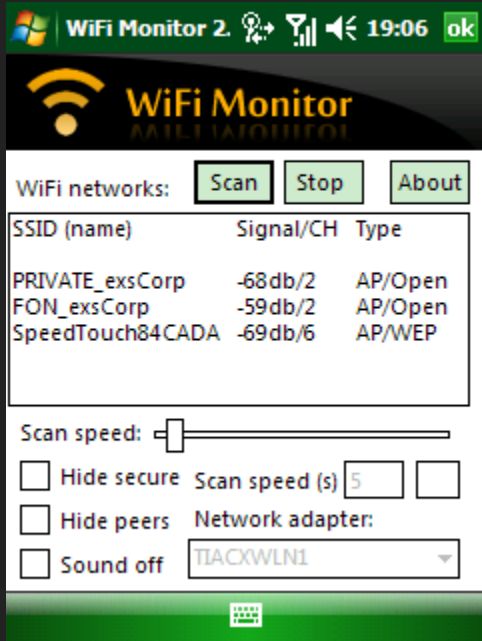 WiFi Monitor 2. 19:06 ok
WiFi Monitor
WiFi networks: Scan Stop About
SSID (name) Signal/CH Type
PRIVATE_exsCorp -68db/2 AP/Open
FON_exsCorp -59db/2 AP/Open
SpeedTouch84CADA -69db/6 AP/WEP
Scan speed:
Hide secure Scan speed (s) 5
Hide peers Network adapter:
Sound off TIACXWLN1